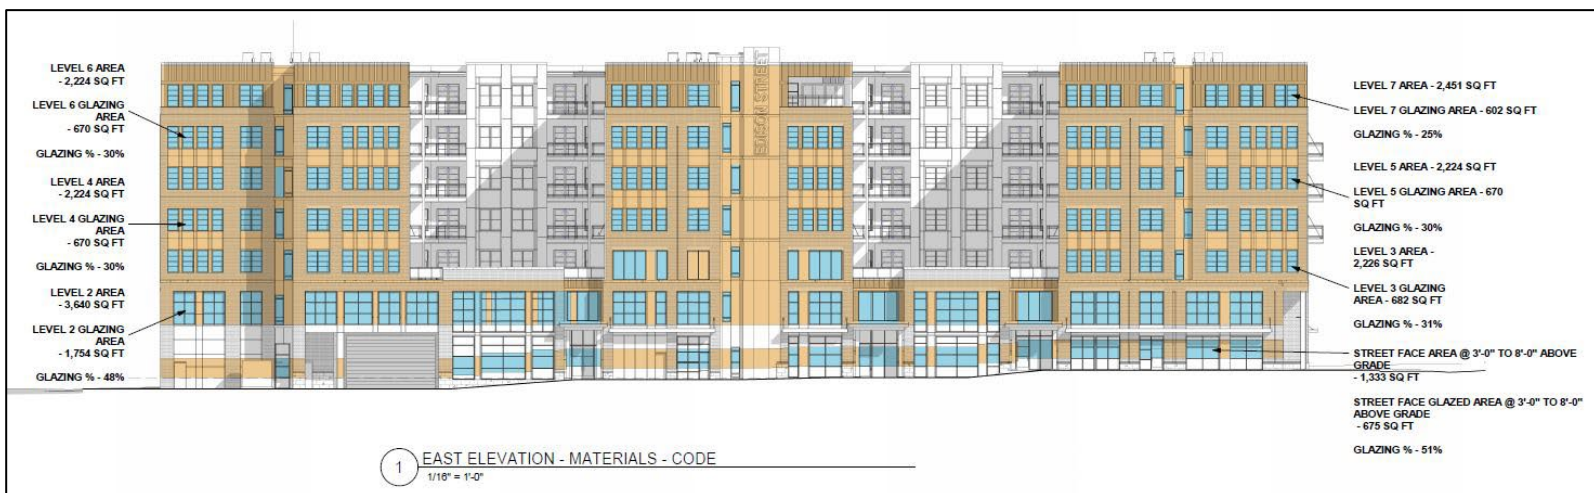 LEVEL 6 AREA
- 2,224 SQ FT
LEVEL 6 GLAZING
AREA
- 670 SQ FT
GLAZING % - 30%
LEVEL 4 AREA
- 2,224 SQ FT
LEVEL 4 GLAZING
AREA
- 670 SQ FT
GLAZING % - 30%
LEVEL 2 AREA
- 3,640 SQ FT
LEVEL 2 GLAZING
AREA
- 1,754 SQ FT
GLAZING % - 48%
EDISON STREET
LEVEL 7 AREA - 2,451 SQ FT
LEVEL 7 GLAZING AREA - 602 SQ FT
GLAZING % - 25%
LEVEL 5 AREA - 2,224 SQ FT
LEVEL 5 GLAZING AREA - 670
SQ FT
GLAZING % - 30%
LEVEL 3 AREA -
2,226 SQ FT
LEVEL 3 GLAZING
AREA - 682 SQ FT
GLAZING % - 31%
STREET FACE AREA @ 3'-0" TO 8'-0" ABOVE
GRADE
- 1,333 SQ FT
STREET FACE GLAZED AREA @ 3'-0" TO 8'-0"
ABOVE GRADE
- 675 SQ FT
GLAZING % - 51%
1
EAST ELEVATION - MATERIALS - CODE
1/16" = 1'-0"